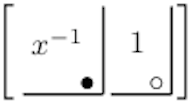 [ x⁻¹ ● 1 ○ ]